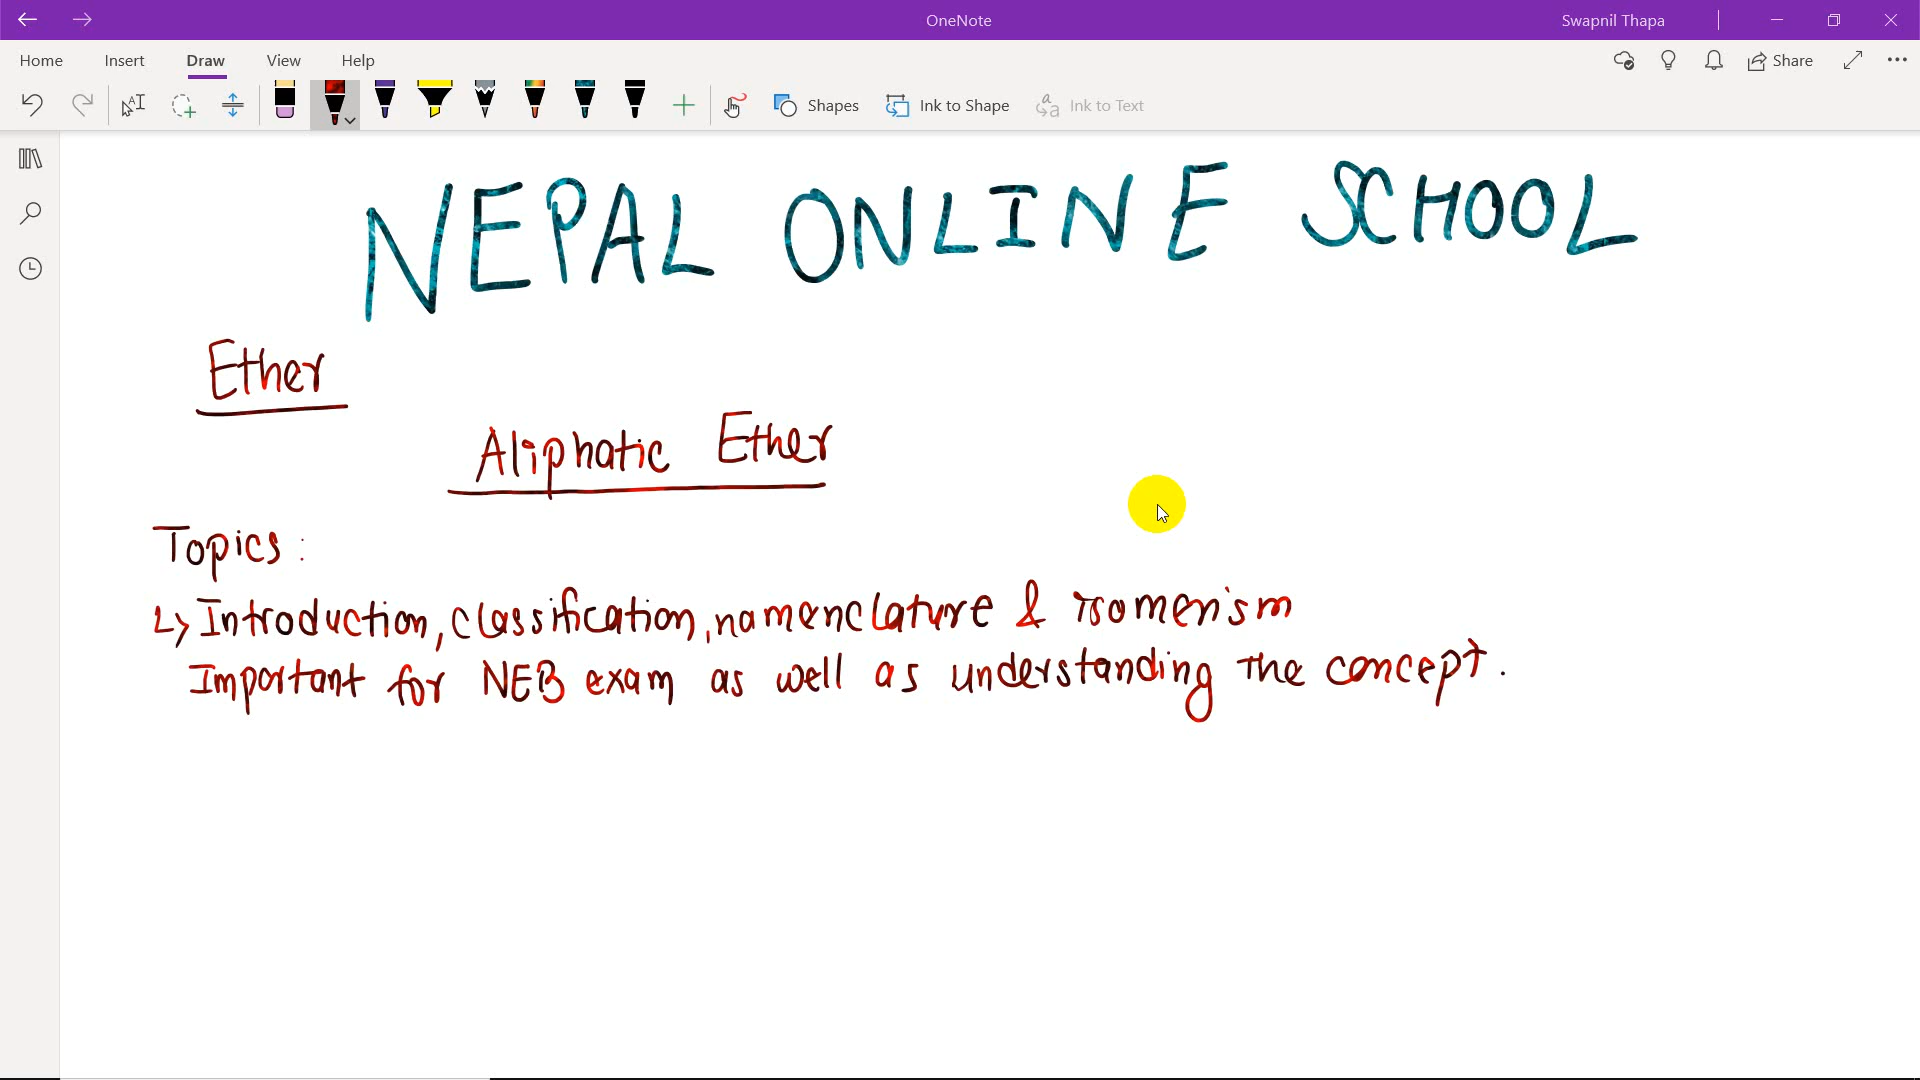 OneNote
Swapnil Thapa
Home Insert Draw View Help
Share
Shapes Ink to Shape Ink to Text
NEPAL ONLINE SCHOOL
Ether
Aliphatic Ether
Topics :
↳ Introduction, classification, namenclature & isomerism
Important for NEB exam as well as understanding the concept.